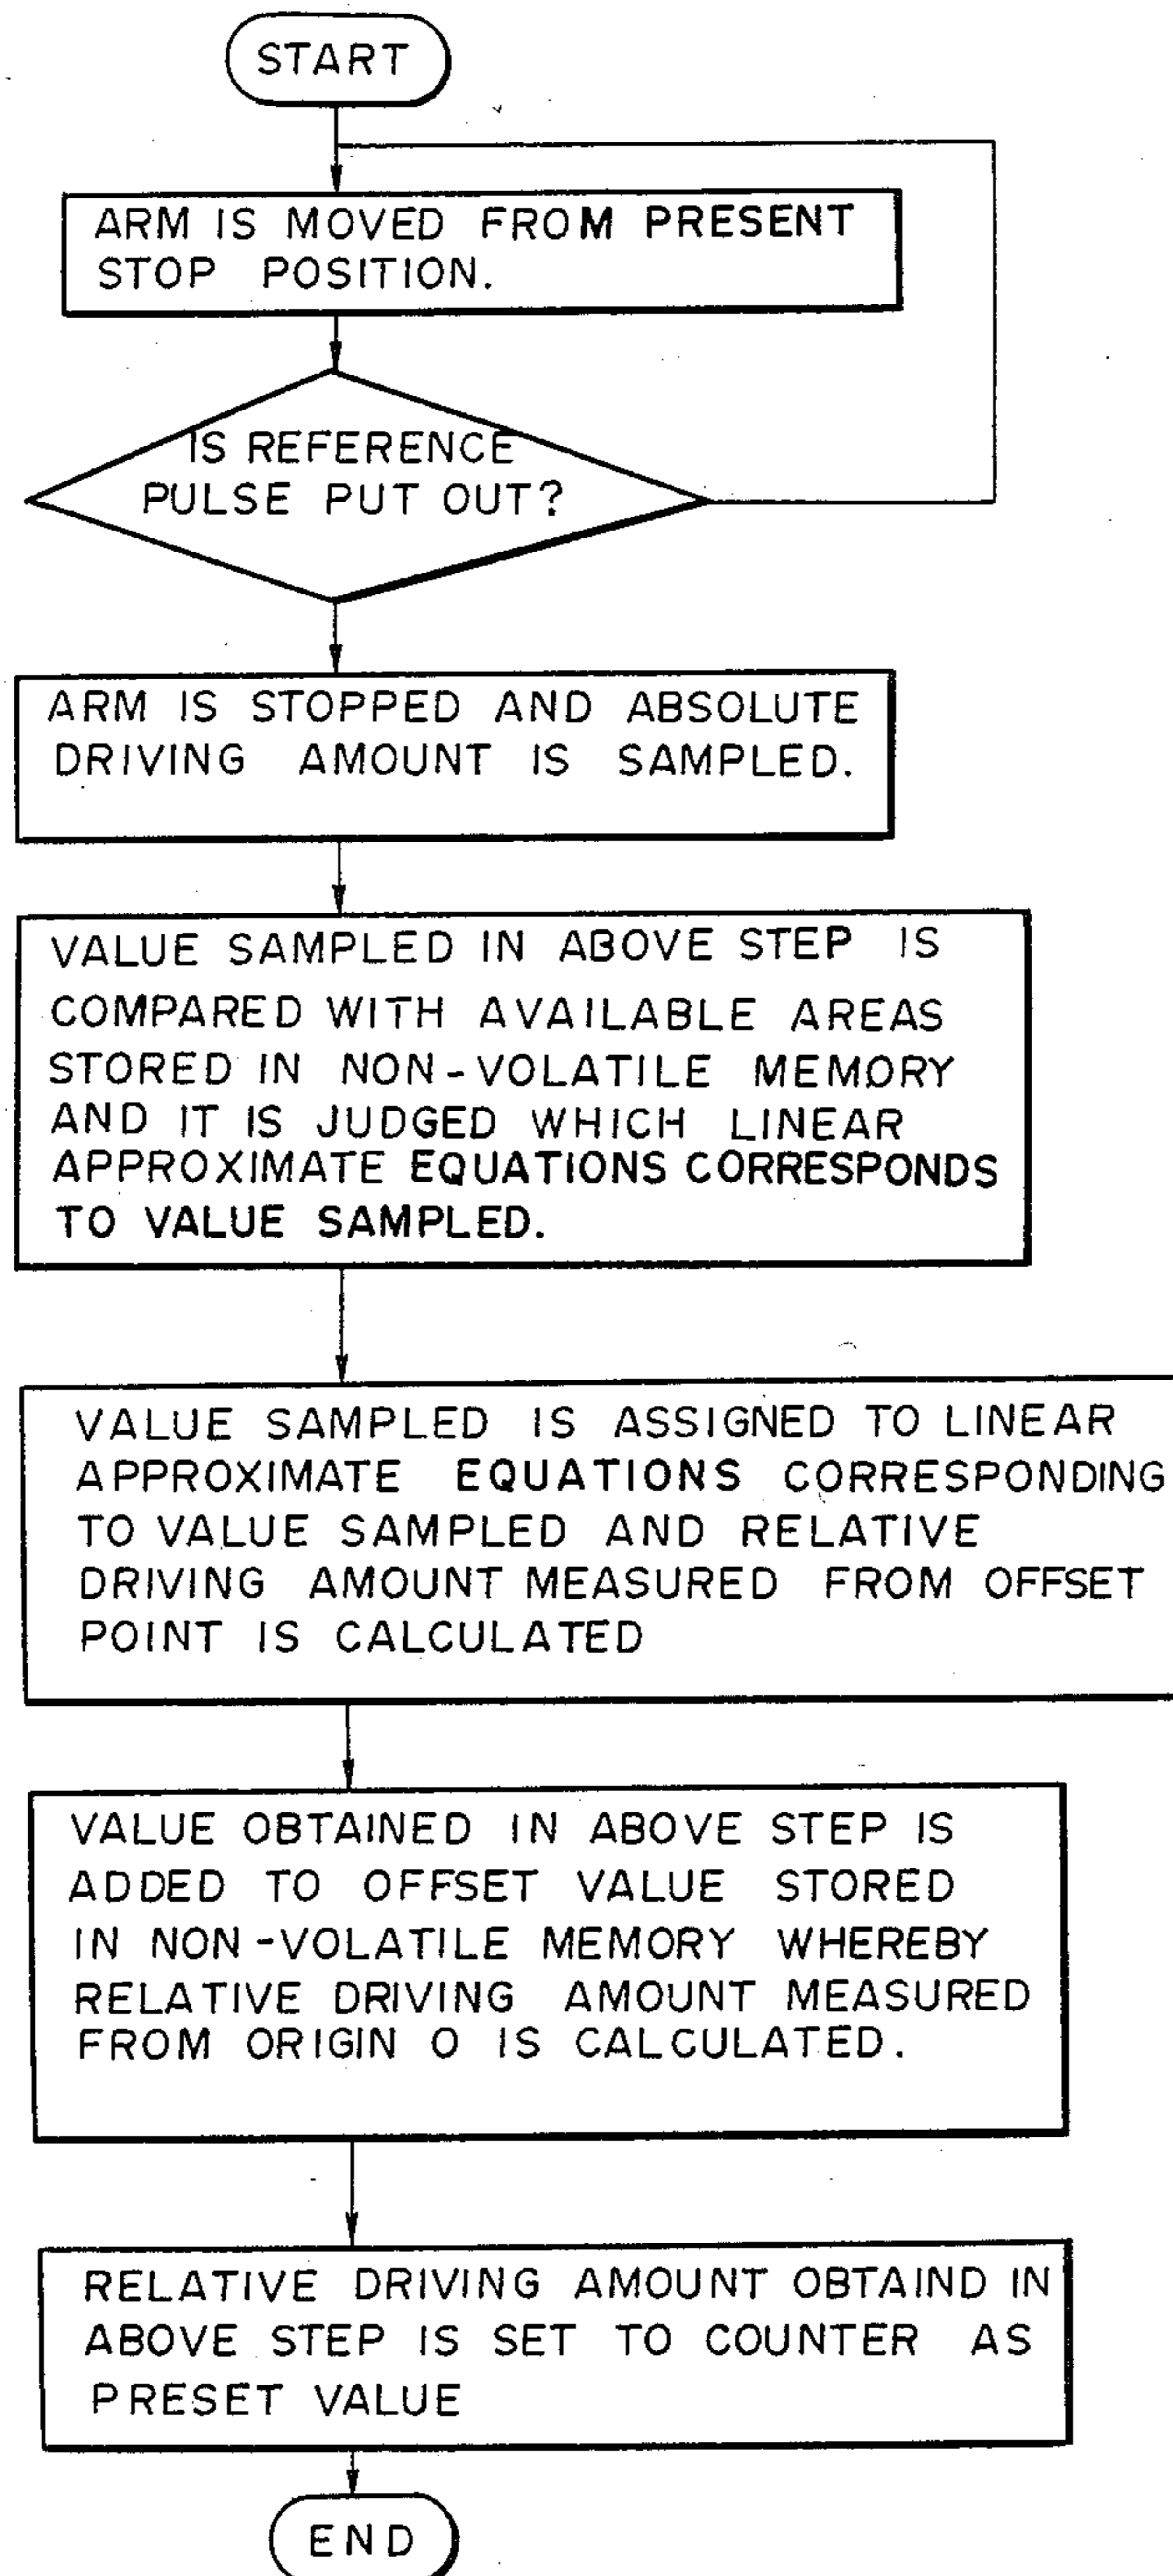 START
ARM IS MOVED FROM PRESENT
STOP POSITION.
IS REFERENCE
PULSE PUT OUT?
ARM IS STOPPED AND ABSOLUTE
DRIVING AMOUNT IS SAMPLED.
VALUE SAMPLED IN ABOVE STEP IS
COMPARED WITH AVAILABLE AREAS
STORED IN NON-VOLATILE MEMORY
AND IT IS JUDGED WHICH LINEAR
APPROXIMATE EQUATIONS CORRESPONDS
TO VALUE SAMPLED.
VALUE SAMPLED IS ASSIGNED TO LINEAR
APPROXIMATE EQUATIONS CORRESPONDING
TO VALUE SAMPLED AND RELATIVE
DRIVING AMOUNT MEASURED FROM OFFSET
POINT IS CALCULATED
VALUE OBTAINED IN ABOVE STEP IS
ADDED TO OFFSET VALUE STORED
IN NON-VOLATILE MEMORY WHEREBY
RELATIVE DRIVING AMOUNT MEASURED
FROM ORIGIN O IS CALCULATED.
RELATIVE DRIVING AMOUNT OBTAIND IN
ABOVE STEP IS SET TO COUNTER AS
PRESET VALUE
END